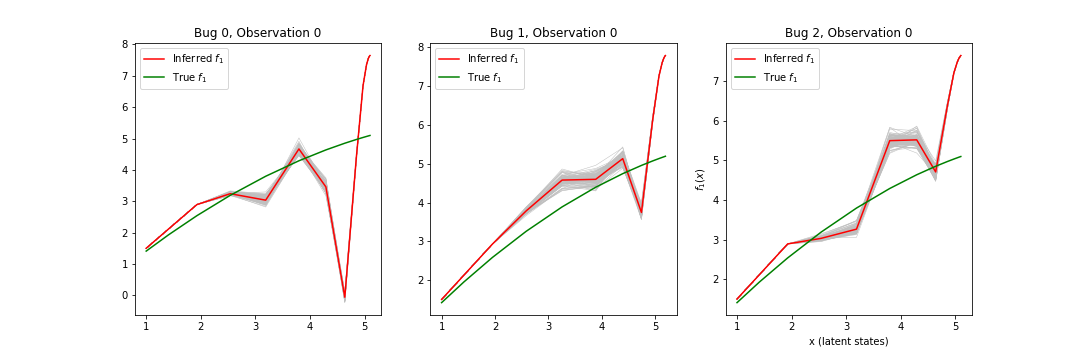 Bug 0, Observation 0
Inferred f₁
True f₁
8
7
6
5
4
3
2
1
0
1 2 3 4 5
Bug 1, Observation 0
Inferred f₁
True f₁
8
7
6
5
4
3
2
1 2 3 4 5
Bug 2, Observation 0
Inferred f₁
True f₁
f₁(x)
7
6
5
4
3
2
1 2 3 4 5
x (latent states)